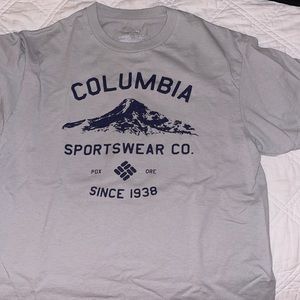 COLUMBIA
SPORTSWEAR CO.
PDX ORE
SINCE 1938